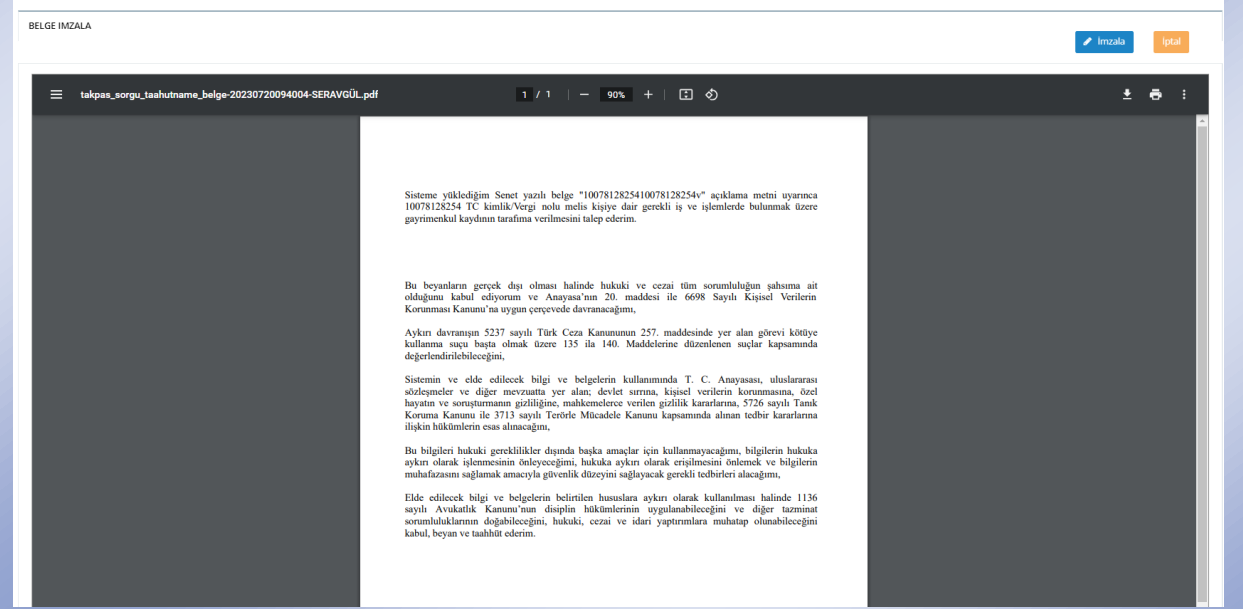 BELGE IMZALA
İmzala
İptal
takpas_sorgu_taahutname_belge-20230720094004-SERAVGÜL.pdf
1 / 1
90%
Sisteme yüklediğim Senet yazılı belge "1007812825410078128254v" açıklama metni uyarınca
10078128254 TC kimlik/Vergi nolu melis kişiye dair gerekli iş ve işlemlerde bulunmak üzere
gayrimenkul kaydının tarafıma verilmesini talep ederim.
Bu beyanların gerçek dışı olması halinde hukuki ve cezai tüm sorumluluğun şahsıma ait
olduğunu kabul ediyorum ve Anayasa’nın 20. maddesi ile 6698 Sayılı Kişisel Verilerin
Korunması Kanunu’na uygun çerçevede davranacağımı,
Aykırı davranışın 5237 sayılı Türk Ceza Kanununun 257. maddesinde yer alan görevi kötüye
kullanma suçu başta olmak üzere 135 ila 140. Maddelerine düzenlenen suçlar kapsamında
değerlendirilebileceğini,
Sistemin ve elde edilecek bilgi ve belgelerin kullanımında T. C. Anayasası, uluslararası
sözleşmeler ve diğer mevzuatta yer alan; devlet sırrına, kişisel verilerin korunmasına, özel
hayatın ve soruşturmanın gizliliğine, mahkemelerce verilen gizlilik kararlarına, 5726 sayılı Tanık
Koruma Kanunu ile 3713 sayılı Terörle Mücadele Kanunu kapsamında alınan tedbir kararlarına
ilişkin hükümlerin esas alınacağını,
Bu bilgileri hukuki gereklilikler dışında başka amaçlar için kullanmayacağımı, bilgilerin hukuka
aykırı olarak işlenmesinin önleyeceğimi, hukuka aykırı olarak erişilmesini önlemek ve bilgilerin
muhafazasını sağlamak amacıyla güvenlik düzeyini sağlayacak gerekli tedbirleri alacağımı,
Elde edilecek bilgi ve belgelerin belirtilen hususlara aykırı olarak kullanılması halinde 1136
sayılı Avukatlık Kanunu’nun disiplin hükümlerinin uygulanabileceğini ve diğer tazminat
sorumluluklarının doğabileceğini, hukuki, cezai ve idari yaptırımlara muhatap olunabileceğini
kabul, beyan ve taahhüt ederim.